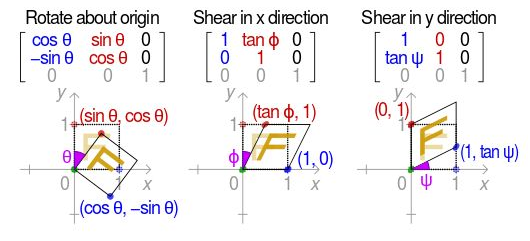 Rotate about origin
cos θ sin θ 0
−sin θ cos θ 0
0 0 1
y
1
(sin θ, cos θ)
θ
0
1
x
(cos θ, −sin θ)
Shear in x direction
1 tan ϕ 0
0 1 0
0 0 1
y
1
(tan ϕ, 1)
ϕ
(1, 0)
0
1
x
Shear in y direction
1 0 0
tan ψ 1 0
0 0 1
y
(0, 1)
1
(1, tan ψ)
0
ψ
1
x